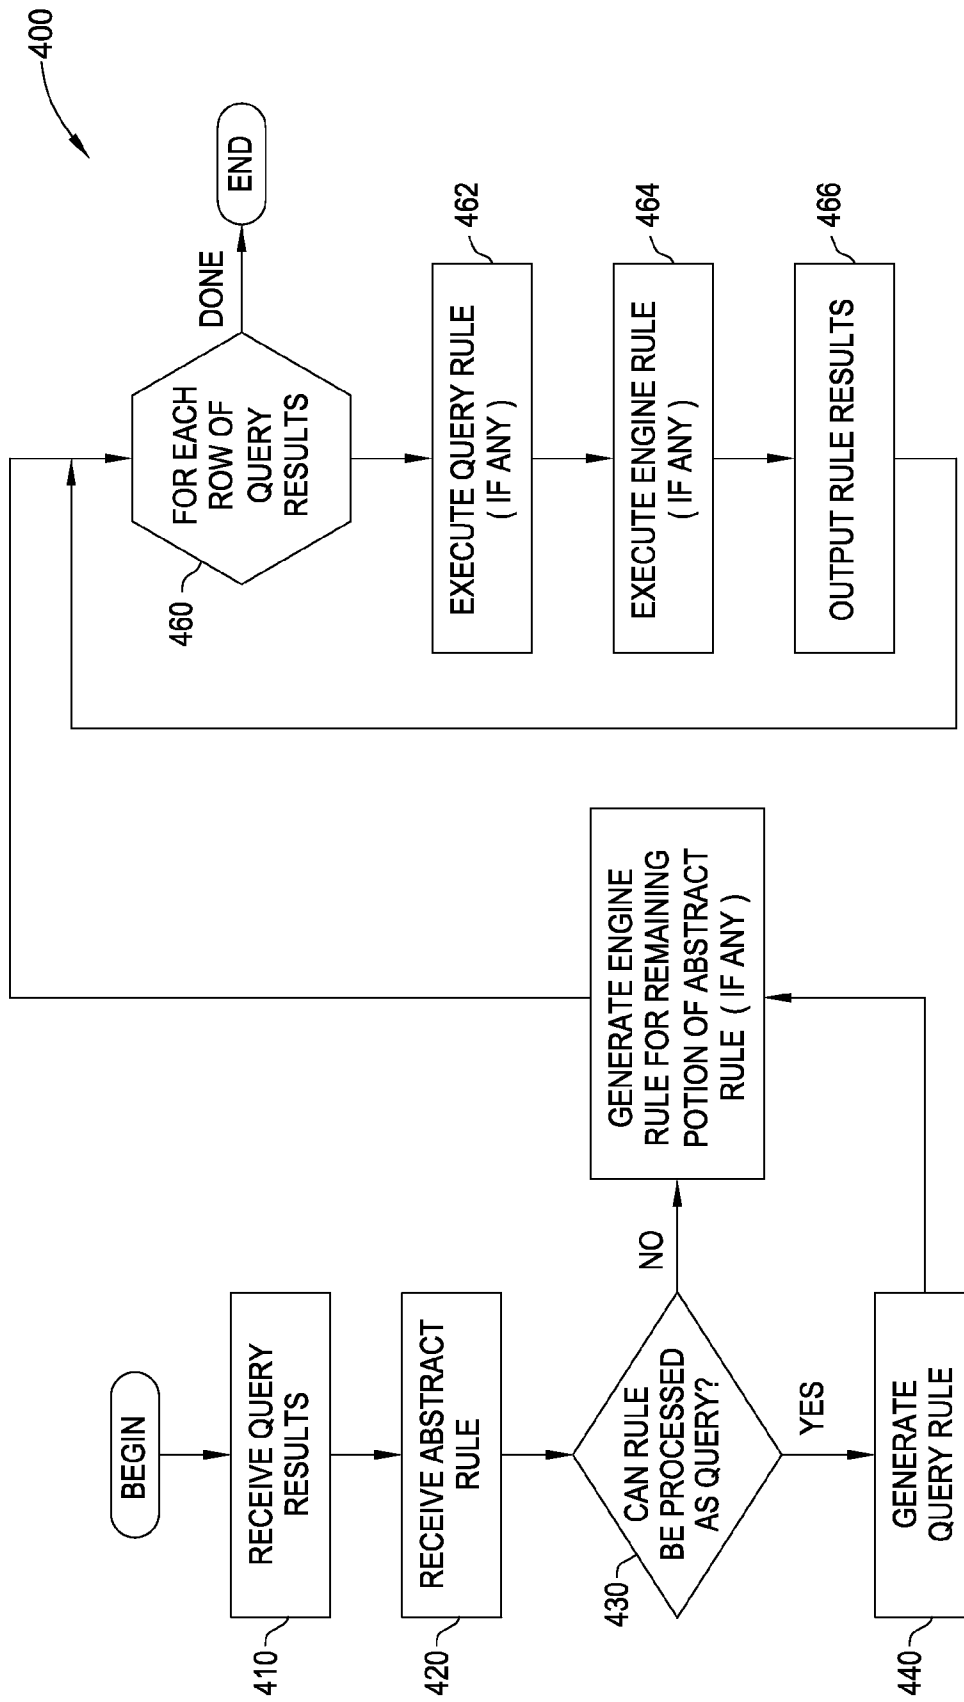 400
BEGIN
RECEIVE QUERY
RESULTS
410
RECEIVE ABSTRACT
RULE
420
CAN RULE
BE PROCESSED
AS QUERY?
430
NO
YES
GENERATE
QUERY RULE
440
GENERATE ENGINE
RULE FOR REMAINING
POTION OF ABSTRACT
RULE ( IF ANY )
FOR EACH
ROW OF
QUERY
RESULTS
460
DONE
END
EXECUTE QUERY RULE
( IF ANY )
462
EXECUTE ENGINE RULE
( IF ANY )
464
OUTPUT RULE RESULTS
466